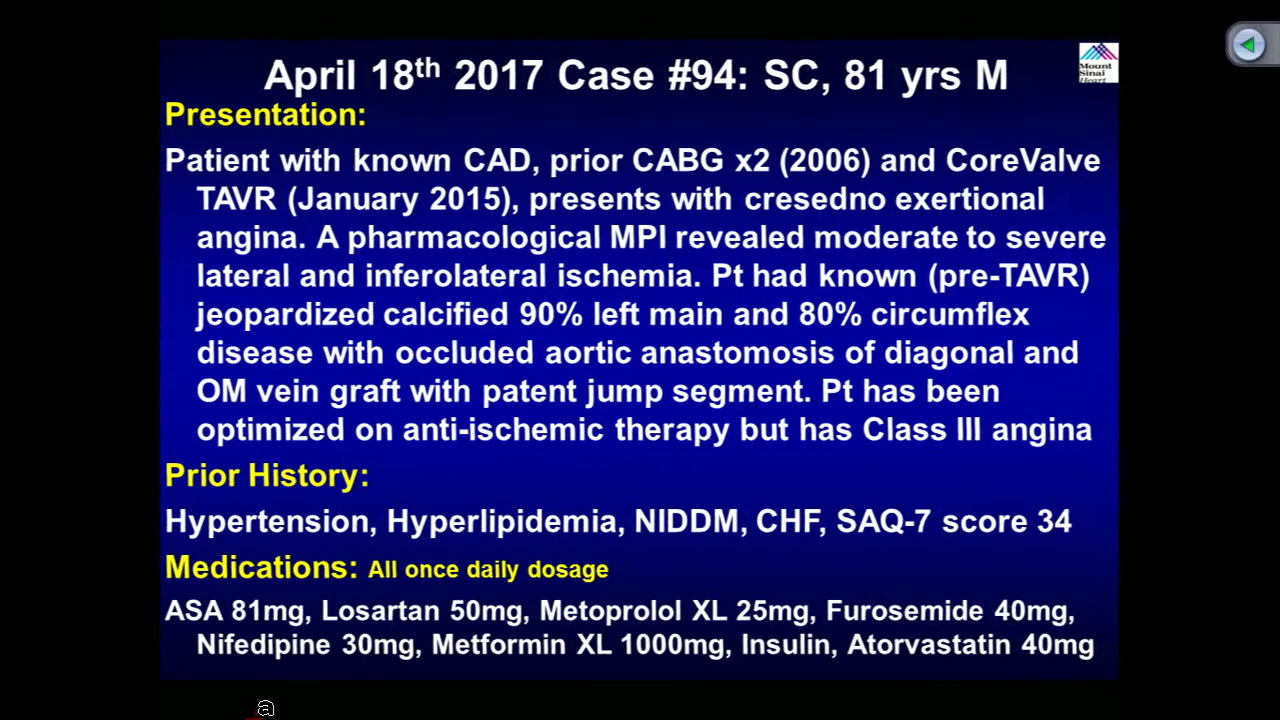 April 18th 2017 Case #94: SC, 81 yrs M
Mount
Sinai
Heart
Presentation:
Patient with known CAD, prior CABG x2 (2006) and CoreValve
TAVR (January 2015), presents with cresedno exertional
angina. A pharmacological MPI revealed moderate to severe
lateral and inferolateral ischemia. Pt had known (pre-TAVR)
jeopardized calcified 90% left main and 80% circumflex
disease with occluded aortic anastomosis of diagonal and
OM vein graft with patent jump segment. Pt has been
optimized on anti-ischemic therapy but has Class III angina
Prior History:
Hypertension, Hyperlipidemia, NIDDM, CHF, SAQ-7 score 34
Medications: All once daily dosage
ASA 81mg, Losartan 50mg, Metoprolol XL 25mg, Furosemide 40mg,
Nifedipine 30mg, Metformin XL 1000mg, Insulin, Atorvastatin 40mg
a